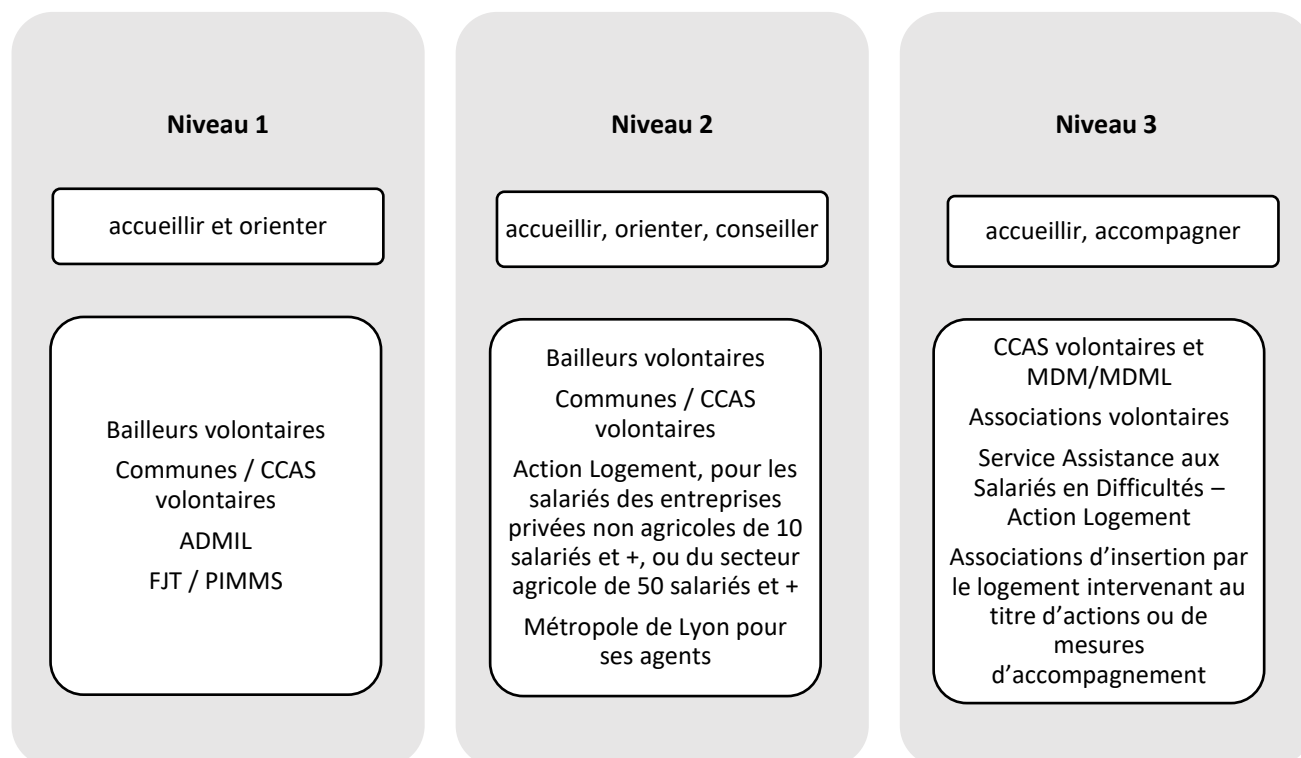 Niveau 1
accueillir et orienter
Bailleurs volontaires
Communes / CCAS
volontaires
ADMIL
FJT / PIMMS
Niveau 2
accueillir, orienter, conseiller
Bailleurs volontaires
Communes / CCAS
volontaires
Action Logement, pour les
salariés des entreprises
privées non agricoles de 10
salariés et +, ou du secteur
agricole de 50 salariés et +
Métropole de Lyon pour
ses agents
Niveau 3
accueillir, accompagner
CCAS volontaires et
MDM/MDML
Associations volontaires
Service Assistance aux
Salariés en Difficultés –
Action Logement
Associations d’insertion par
le logement intervenant au
titre d’actions ou de
mesures
d’accompagnement